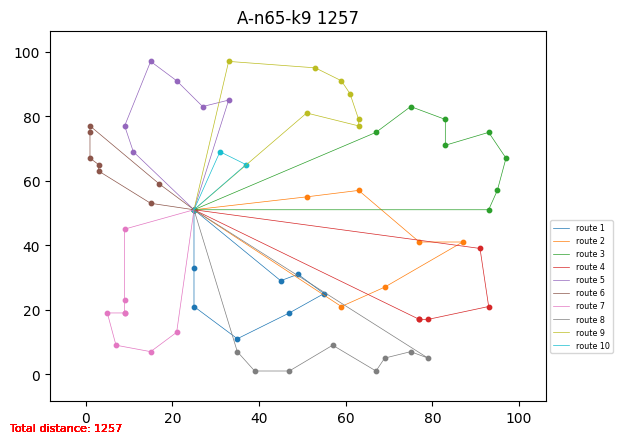 A-n65-k9 1257
100
80
60
40
20
0
0 20 40 60 80 100
route 1
route 2
route 3
route 4
route 5
route 6
route 7
route 8
route 9
route 10
Total distance: 1257